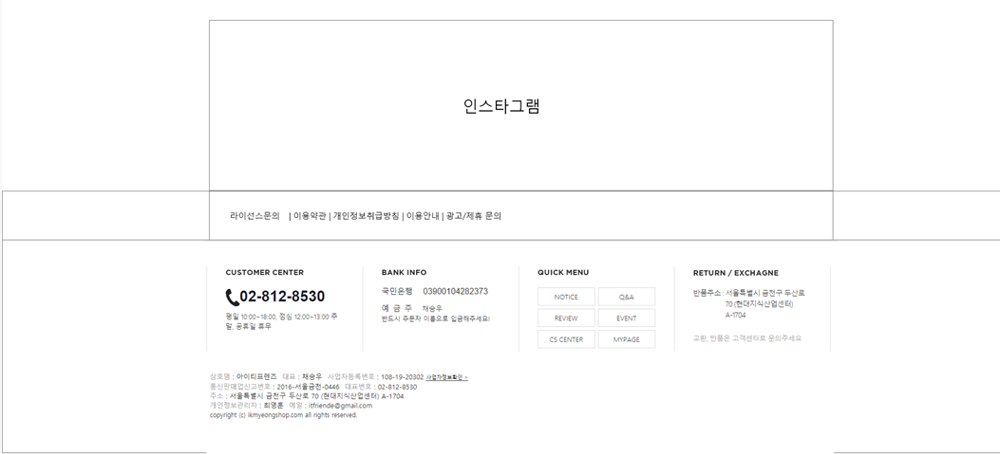 인스타그램
라이선스문의 | 이용약관 | 개인정보취급방침 | 이용안내 | 광고/제휴 문의
CUSTOMER CENTER
02-812-8530
평일 10:00~18:00, 점심 12:00~13:00 주
말, 공휴일 휴무
BANK INFO
국민은행 03900104282373
예 금 주 채승우
반드시 주문자 이름으로 입금해주세요!
QUICK MENU
NOTICE
Q&A
REVIEW
EVENT
CS CENTER
MYPAGE
RETURN / EXCHAGNE
반품주소 : 서울특별시 금천구 두산로
70 (현대지식산업센터)
A-1704
교환, 반품은 고객센터로 문의주세요
상호명 : 아이티프렌즈 대표 : 채승우 사업자등록번호 : 108-19-20302 사업자정보확인 »
통신판매업신고번호 : 2016-서울금천-0446 대표번호 : 02-812-8530
주소 : 서울특별시 금천구 두산로 70 (현대지식산업센터) A-1704
개인정보관리자 : 최영훈 메일 : itfriende@gmail.com
copyright (c) ikmyeongshop.com all rights reserved.